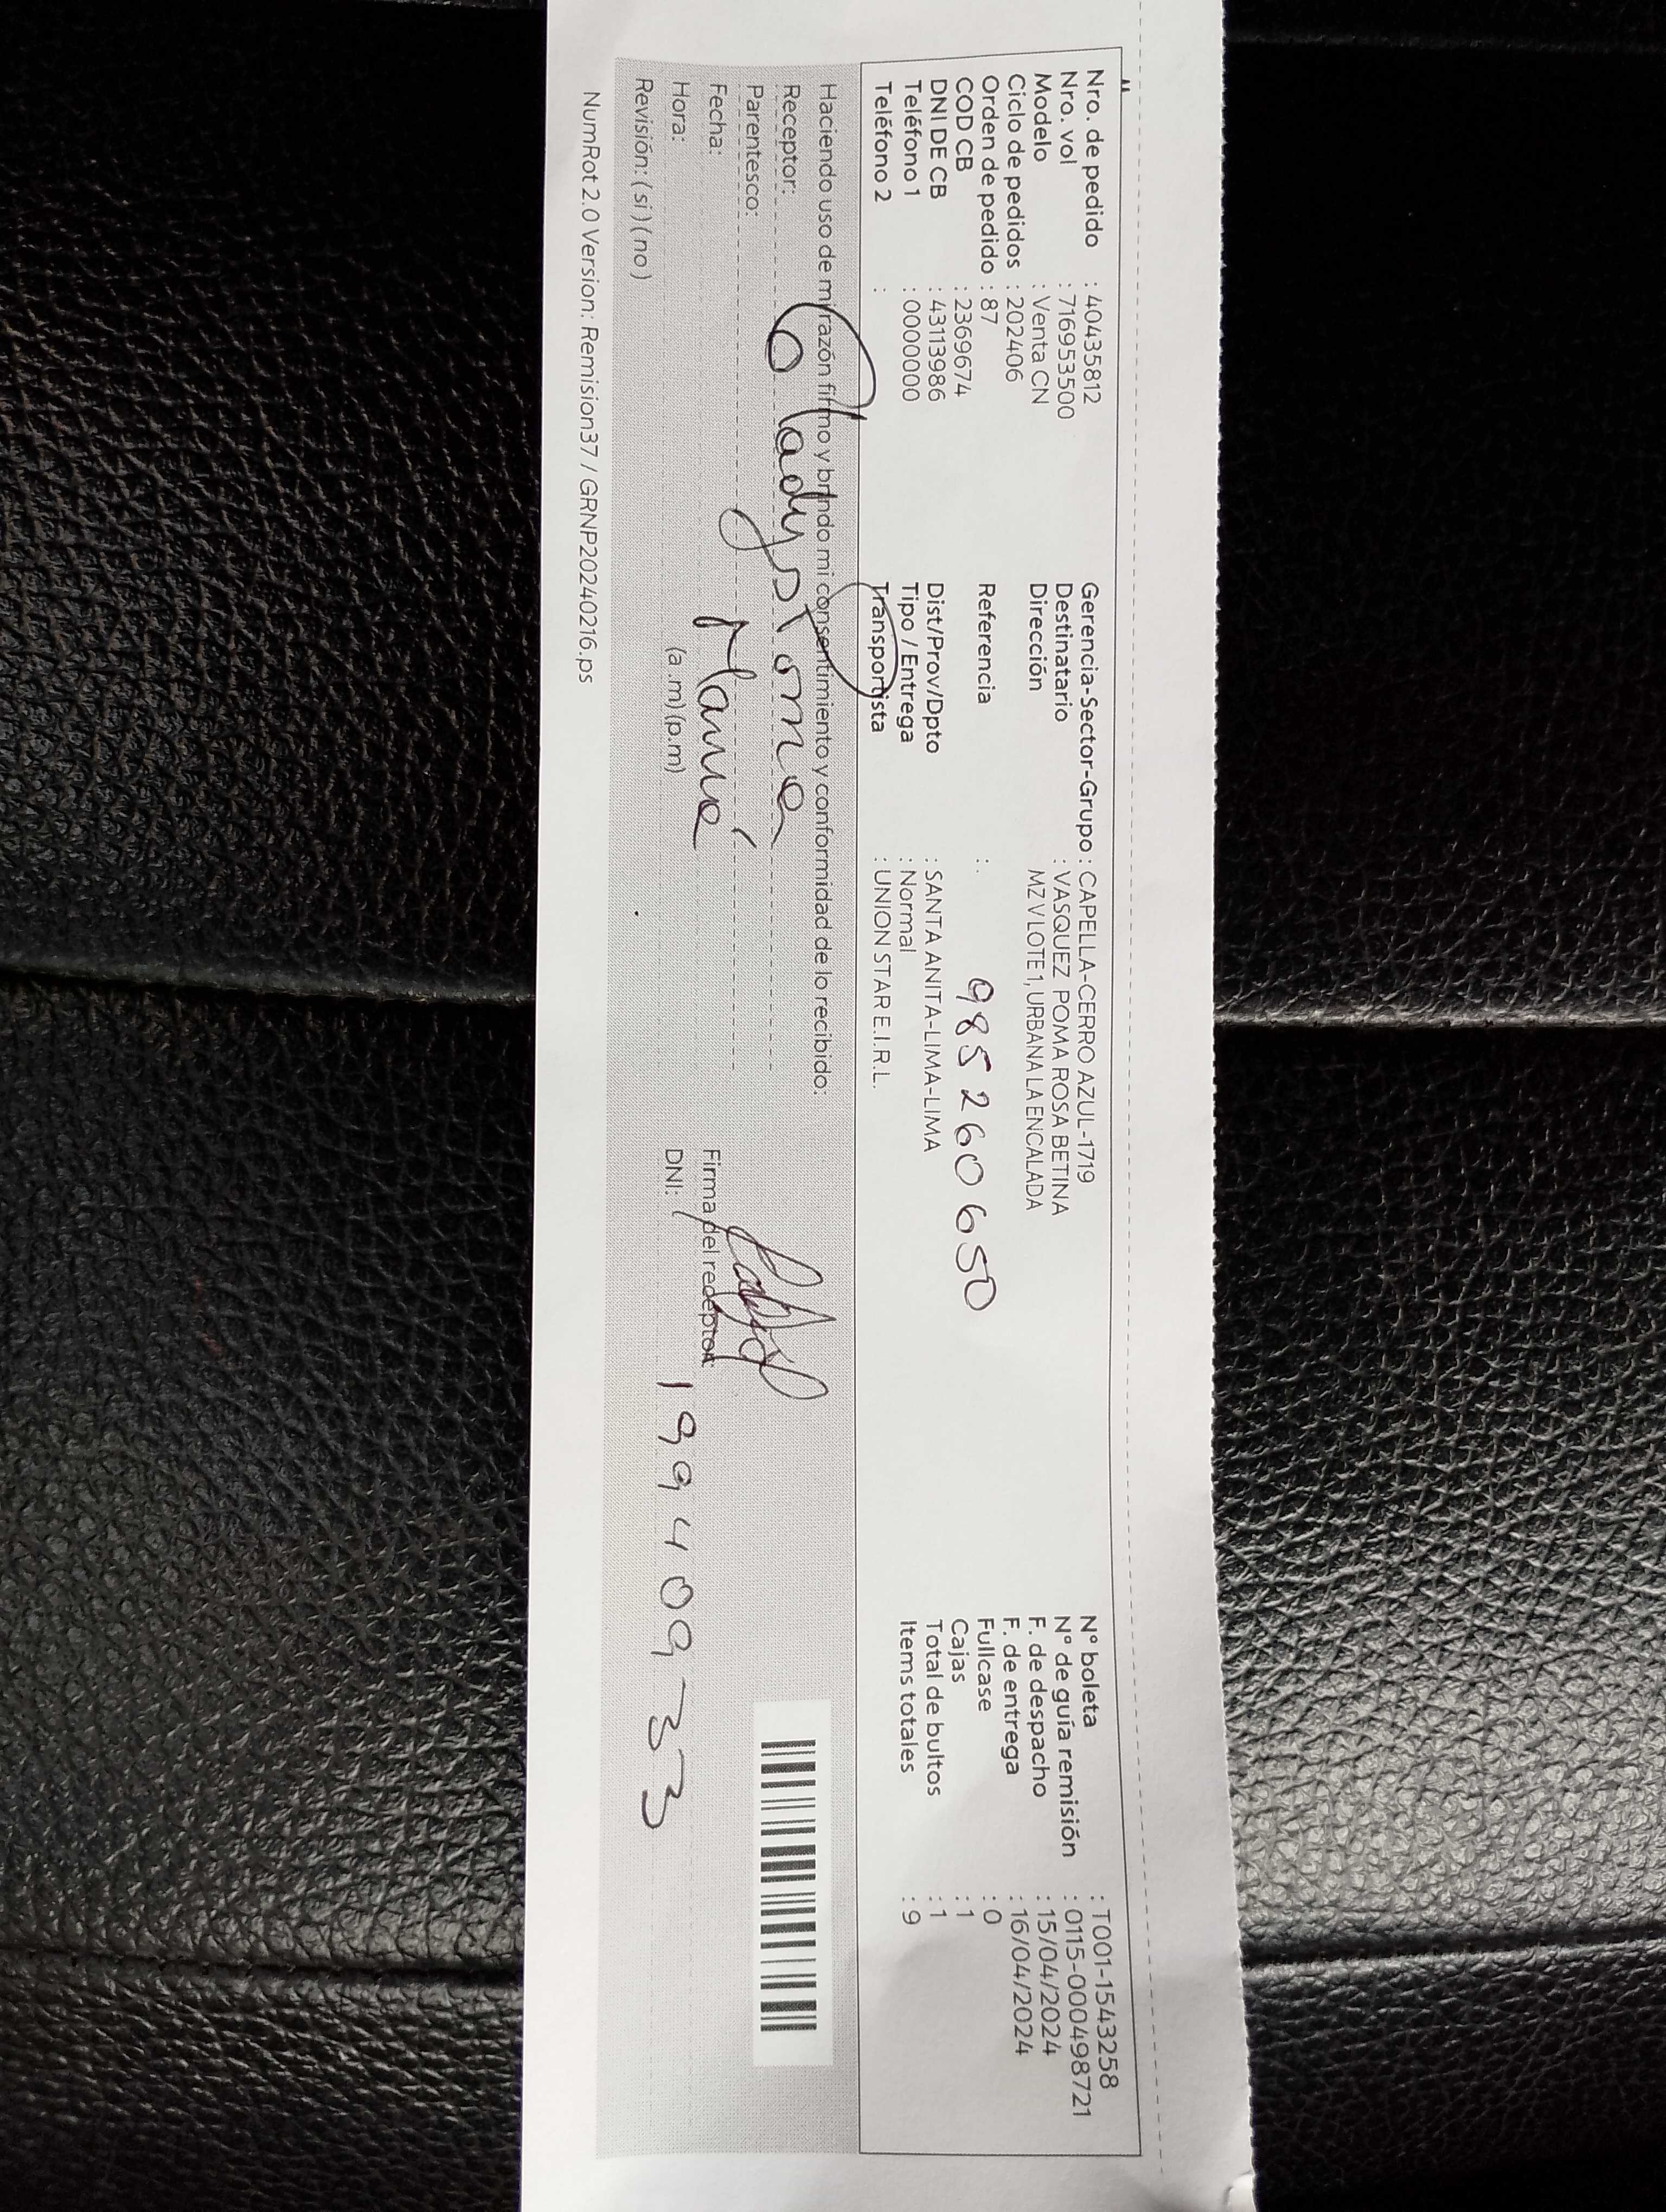 Nro. de pedido : 404435812
Nro. vol : 716953500
Modelo : Venta CN
Ciclo de pedidos : 202406
Orden de pedido : 87
COD CB : 2369674
DNI DE CB : 43113986
Teléfono 1 : 0000000
Teléfono 2 :
Gerencia-Sector-Grupo : CAPELLA-CERRO AZUL-1719
Destinatario : VASQUEZ POMA ROSA BETINA
Dirección MZ V LOTE 1, URBANA LA ENCALADA
Referencia :
985260650
Dist/Prov/Dpto : SANTA ANITA-LIMA-LIMA
Tipo / Entrega : Normal
Transportista : UNION STAR E.I.R.L.
N° boleta : T001-1543258
N° de guía remisión : 0115-0000498721
F. de despacho : 15/04/2024
F. de entrega : 16/04/2024
Fullcase : 0
Cajas : 1
Total de bultos : 1
Items totales : 9
Haciendo uso de mi razón firmo y brindo mi consentimiento y conformidad de lo recibido:
Receptor: Gladys Poma
Parentesco:
Fecha: Mamá
Hora: (a.m) (p.m)
Revisión: (si) (no)
Firma del receptor:
DNI: 199409733
NumRot 2.0 Version: Remision37 / GRNP20240216.ps